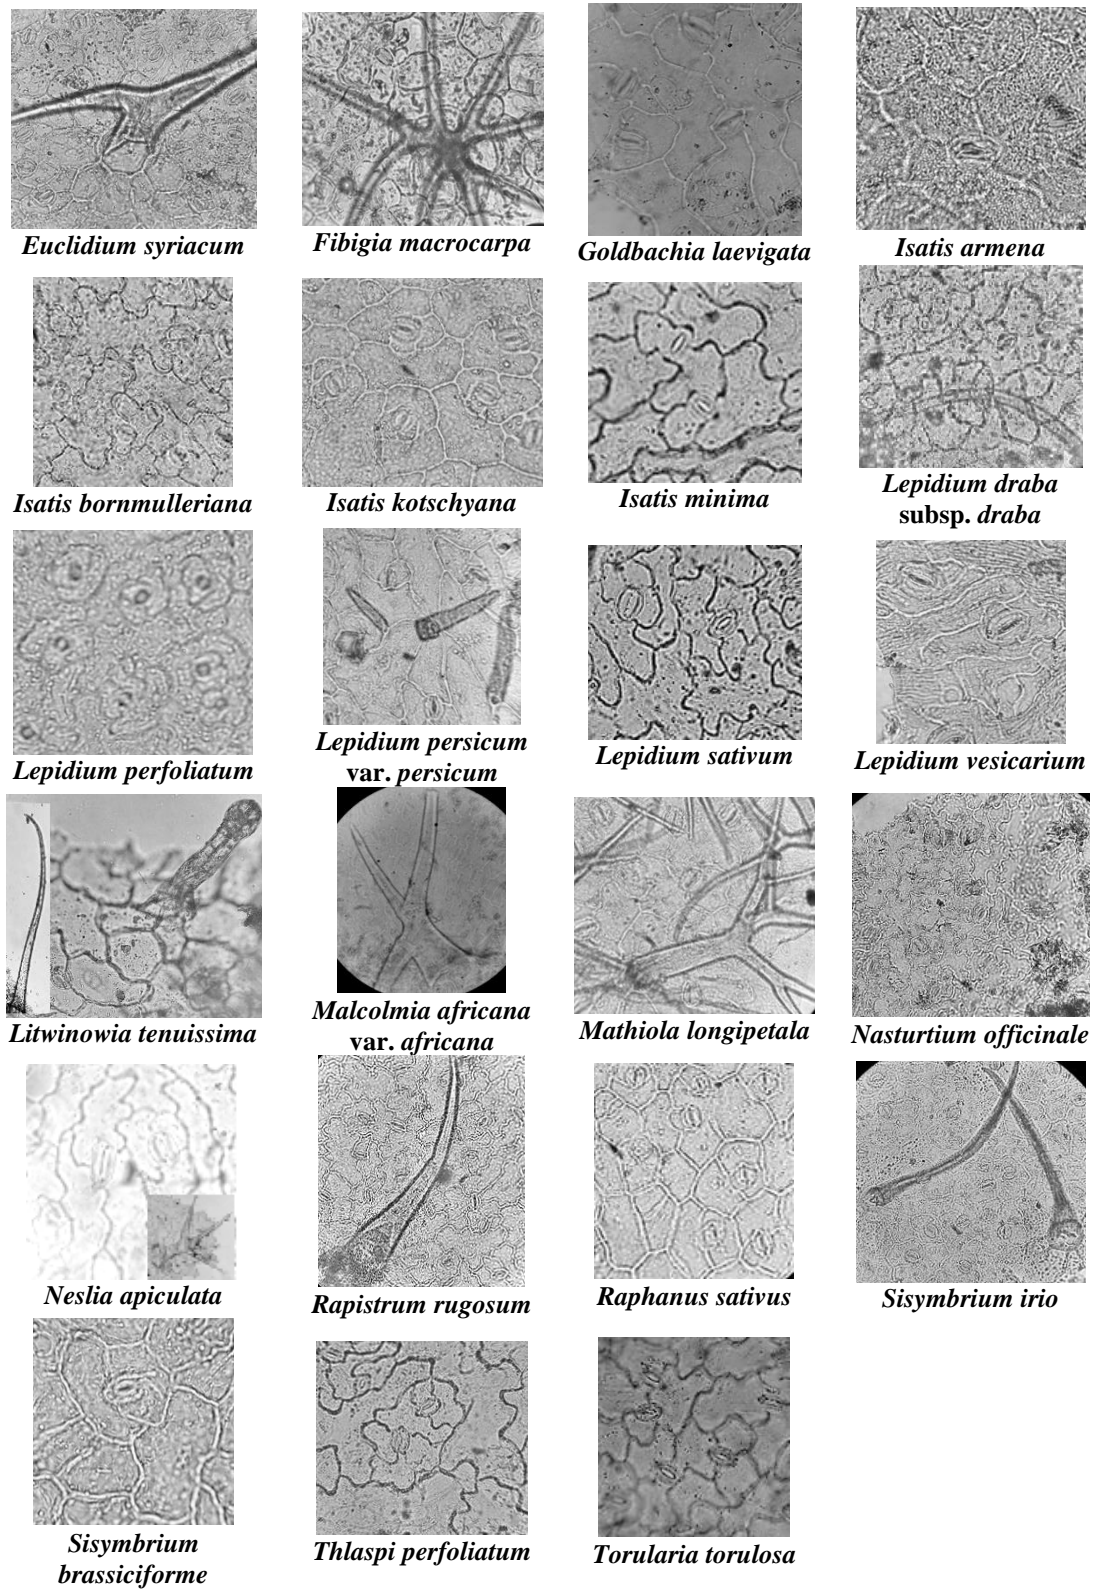 Euclidium syriacum
Fibigia macrocarpa
Goldbachia laevigata
Isatis armena
Isatis bornmulleriana
Isatis kotschyana
Isatis minima
Lepidium draba
subsp. draba
Lepidium perfoliatum
Lepidium persicum
var. persicum
Lepidium sativum
Lepidium vesicarium
Litwinowia tenuissima
Malcolmia africana
var. africana
Mathiola longipetala
Nasturtium officinale
Neslia apiculata
Rapistrum rugosum
Raphanus sativus
Sisymbrium irio
Sisymbrium
brassiciforme
Thlaspi perfoliatum
Torularia torulosa